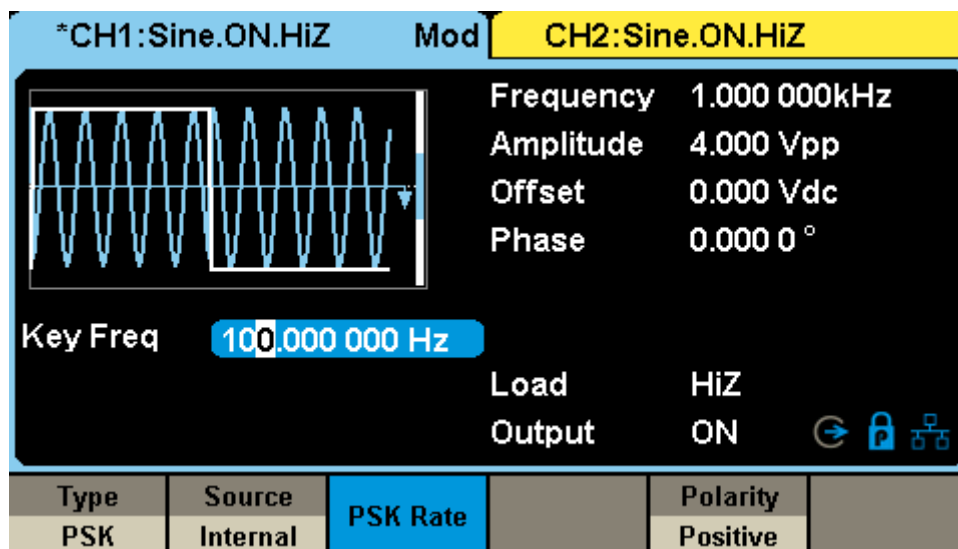 *CH1:Sine.ON.HiZ Mod CH2:Sine.ON.HiZ
Frequency 1.000 000kHz
Amplitude 4.000 Vpp
Offset 0.000 Vdc
Phase 0.000 0 °
Key Freq 100.000 000 Hz
Load HiZ
Output ON
Type Source PSK Rate Polarity
PSK Internal Positive